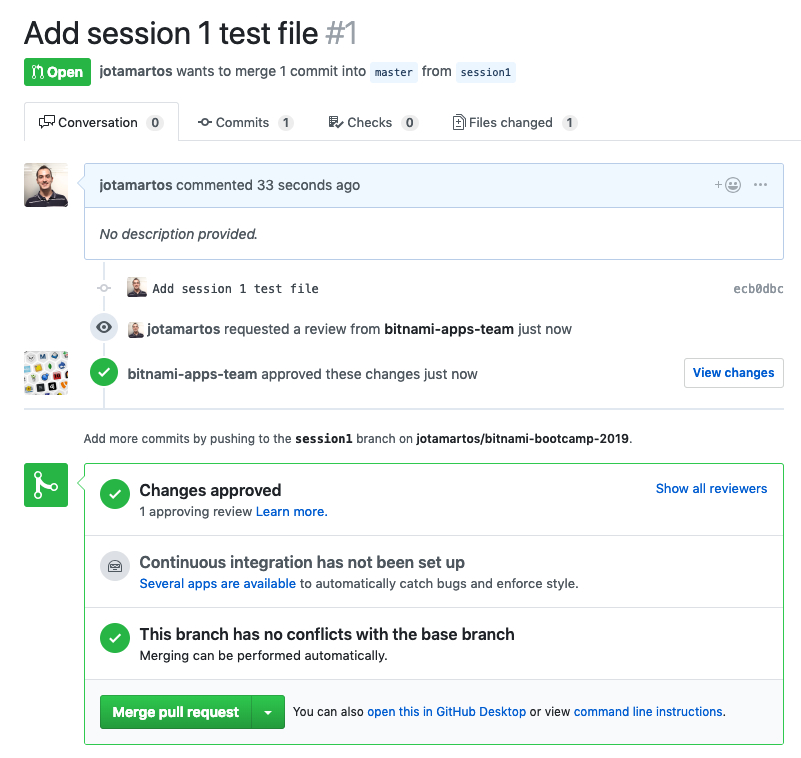 Add session 1 test file #1
Open jotamartos wants to merge 1 commit into master from session1
Conversation 0 Commits 1 Checks 0 Files changed 1
jotamartos commented 33 seconds ago
No description provided.
Add session 1 test file ecb0dbc
jotamartos requested a review from bitnami-apps-team just now
bitnami-apps-team approved these changes just now View changes
Add more commits by pushing to the session1 branch on jotamartos/bitnami-bootcamp-2019.
Changes approved Show all reviewers
1 approving review Learn more.
Continuous integration has not been set up
Several apps are available to automatically catch bugs and enforce style.
This branch has no conflicts with the base branch
Merging can be performed automatically.
Merge pull request You can also open this in GitHub Desktop or view command line instructions.